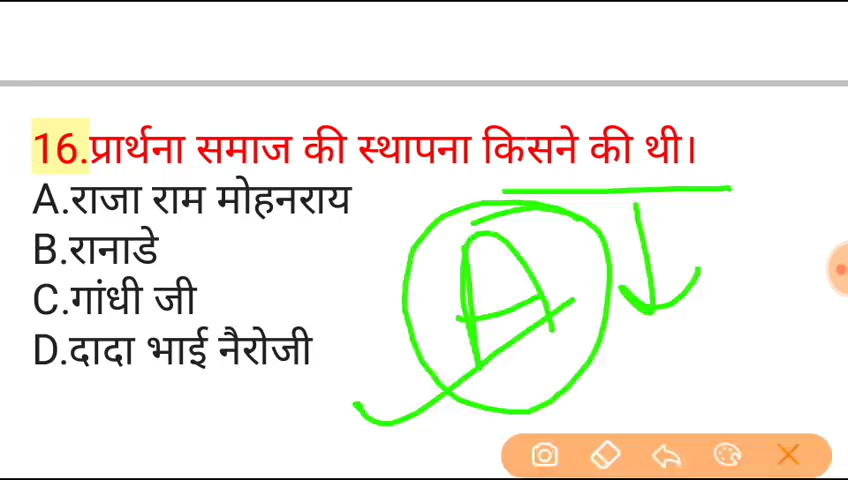 16.प्रार्थना समाज की स्थापना किसने की थी।
A.राजा राम मोहनराय
B.रानाडे
C.गांधी जी
D.दादा भाई नैरोजी
A